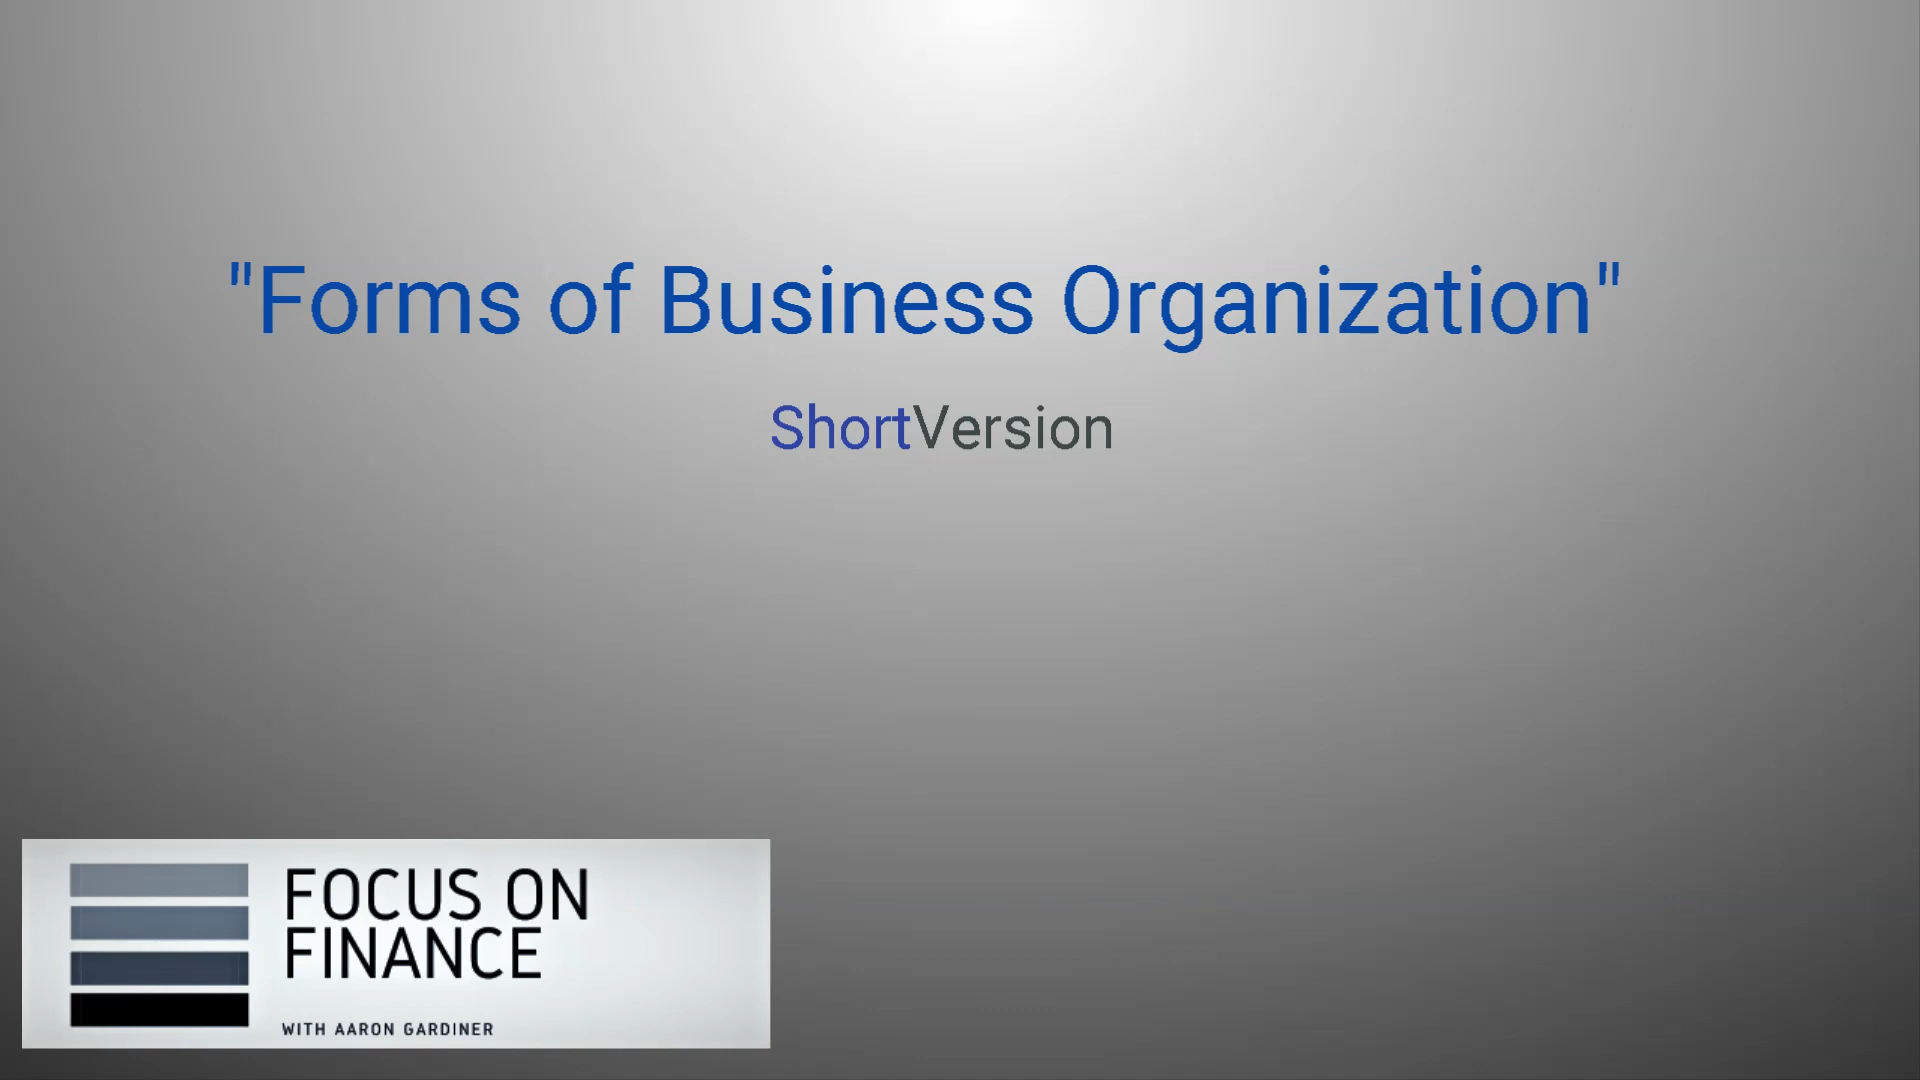 "Forms of Business Organization"
ShortVersion
FOCUS ON
FINANCE
WITH AARON GARDINER